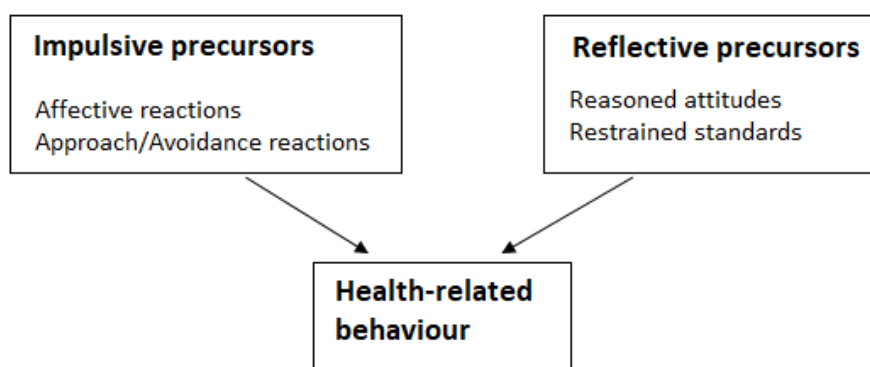 Impulsive precursors
Affective reactions
Approach/Avoidance reactions
Reflective precursors
Reasoned attitudes
Restrained standards
Health-related
behaviour